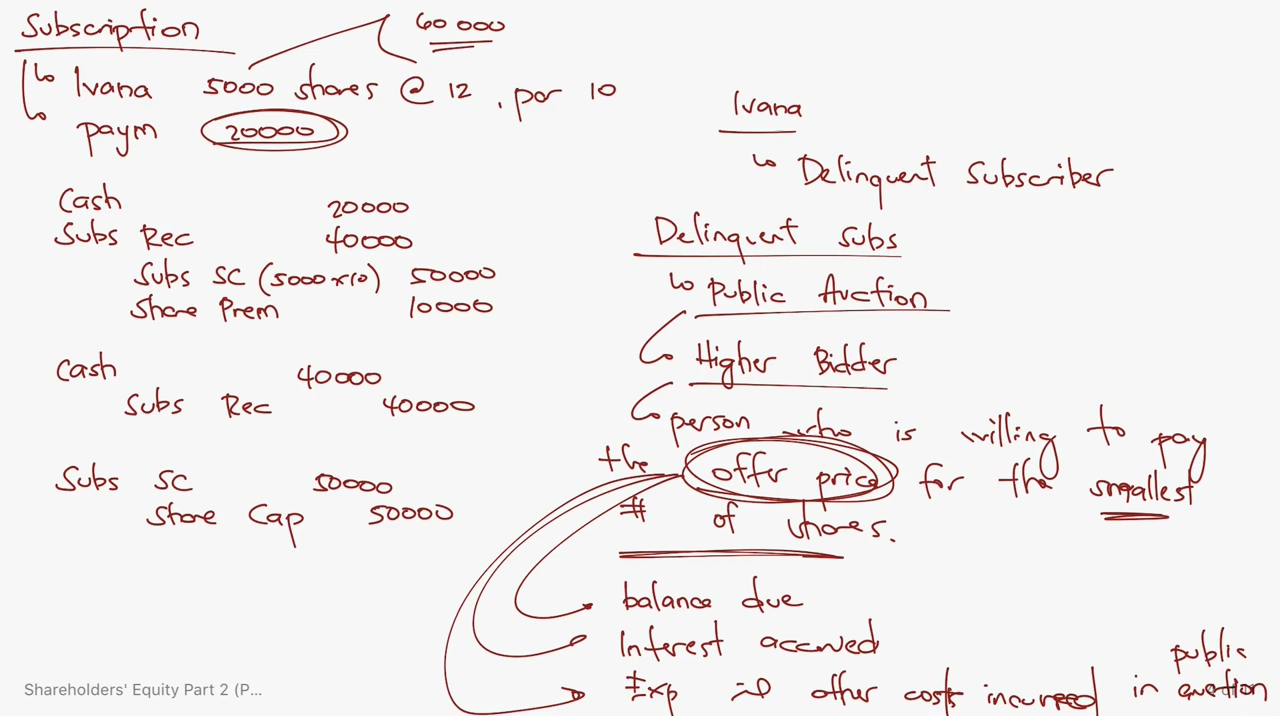 Subscription
60 000
↳ Ivana 5000 shares @ 12 , par 10
↳ paym 20000
Cash 20000
Subs Rec 40000
Subs SC (5000x10) 50000
Share Prem 10000
Cash 40000
Subs Rec 40000
Subs SC 50000
Share Cap 50000
Ivana
↳ Delinquent Subscriber
Delinquent subs
↳ Public Auction
Higher Bidder
person who is willing to pay
the offer price for the smallest
# of shares.
balance due
Interest accrued
Exp other costs incurred in public auction
Shareholders' Equity Part 2 (P...